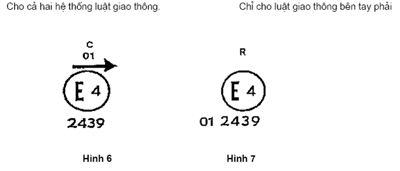 Cho cả hai hệ thống luật giao thông.
Chỉ cho luật giao thông bên tay phải
C
01
E 4
2439
Hình 6
R
E 4
01 2439
Hình 7